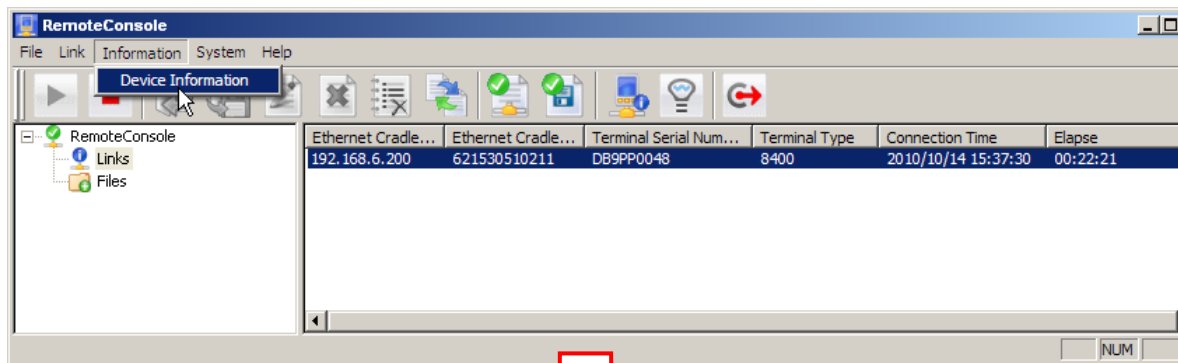 RemoteConsole
File Link Information System Help
Device Information
RemoteConsole
Links
Files
Ethernet Cradle... Ethernet Cradle... Terminal Serial Num... Terminal Type Connection Time Elapse
192.168.6.200 621530510211 DB9PP0048 8400 2010/10/14 15:37:30 00:22:21
NUM